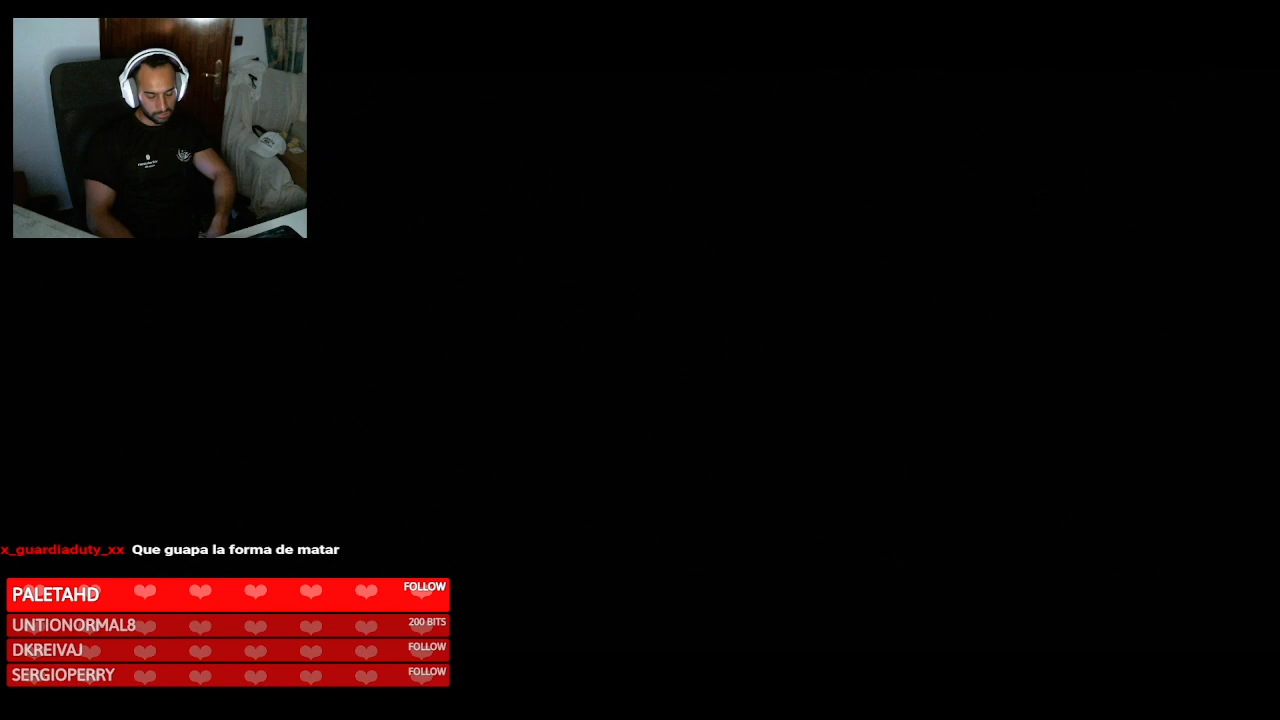 x_guardiaduty_xx Que guapa la forma de matar
PALETAHD FOLLOW
UNTIONORMAL8 200 BITS
DKREIVAJ FOLLOW
SERGIOPERRY FOLLOW